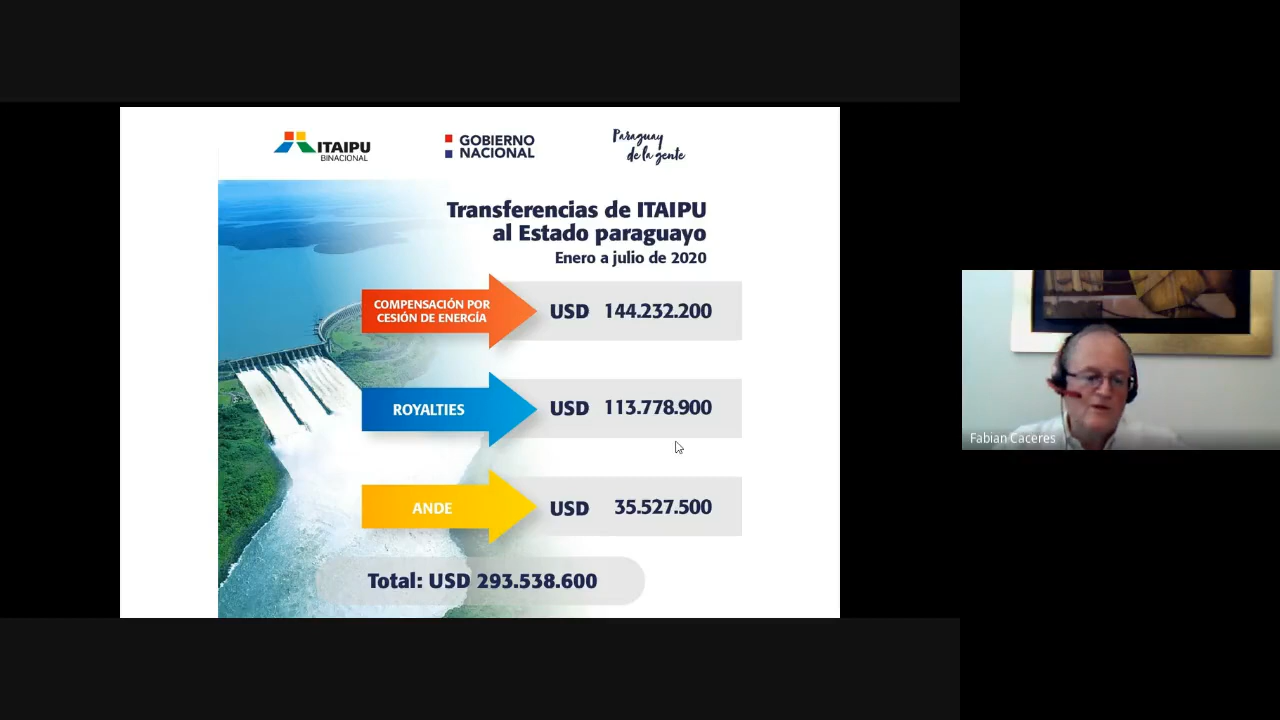 ITAIPU
BINACIONAL
GOBIERNO
NACIONAL
Paraguay
de la gente
Transferencias de ITAIPU
al Estado paraguayo
Enero a julio de 2020
COMPENSACIÓN POR
CESIÓN DE ENERGÍA
USD 144.232.200
ROYALTIES
USD 113.778.900
ANDE
USD 35.527.500
Total: USD 293.538.600
Fabian Caceres